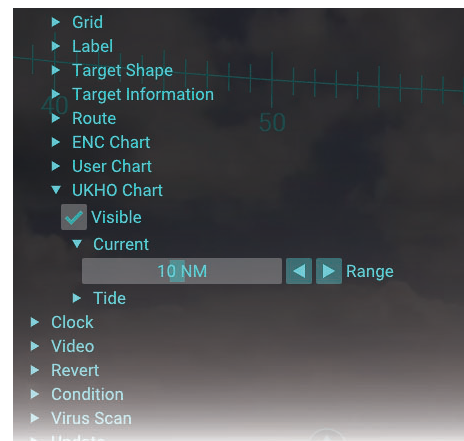 Grid
Label
Target Shape
Target Information
40
Route
50
ENC Chart
User Chart
UKHO Chart
Visible
Current
10 NM Range
Tide
Clock
Video
Revert
Condition
Virus Scan
Update